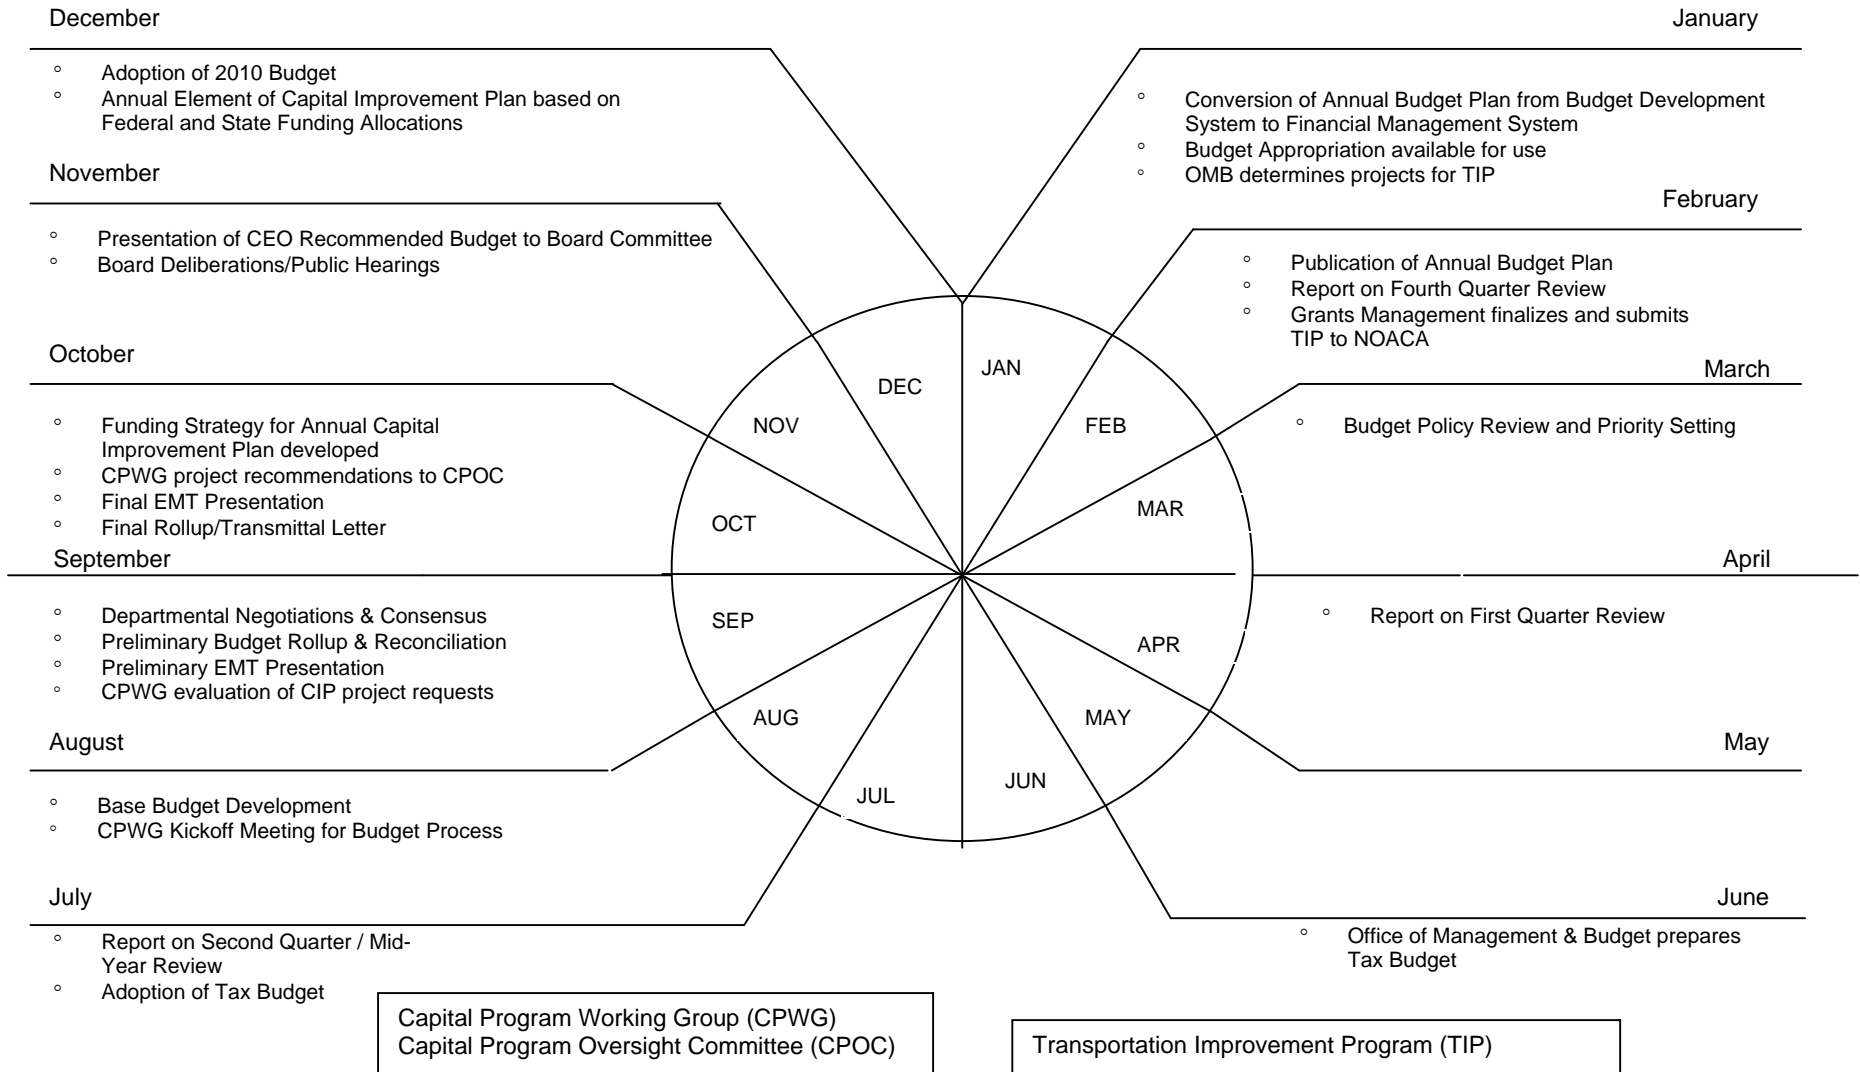 December
° Adoption of 2010 Budget
° Annual Element of Capital Improvement Plan based on
Federal and State Funding Allocations
November
° Presentation of CEO Recommended Budget to Board Committee
° Board Deliberations/Public Hearings
October
° Funding Strategy for Annual Capital
Improvement Plan developed
° CPWG project recommendations to CPOC
° Final EMT Presentation
° Final Rollup/Transmittal Letter
September
° Departmental Negotiations & Consensus
° Preliminary Budget Rollup & Reconciliation
° Preliminary EMT Presentation
° CPWG evaluation of CIP project requests
August
° Base Budget Development
° CPWG Kickoff Meeting for Budget Process
July
° Report on Second Quarter / Mid-
Year Review
° Adoption of Tax Budget
January
° Conversion of Annual Budget Plan from Budget Development
System to Financial Management System
° Budget Appropriation available for use
° OMB determines projects for TIP
February
° Publication of Annual Budget Plan
° Report on Fourth Quarter Review
° Grants Management finalizes and submits
TIP to NOACA
March
° Budget Policy Review and Priority Setting
April
° Report on First Quarter Review
May
June
° Office of Management & Budget prepares
Tax Budget
JAN
FEB
MAR
APR
MAY
JUN
JUL
AUG
SEP
OCT
NOV
DEC
Capital Program Working Group (CPWG)
Capital Program Oversight Committee (CPOC)
Transportation Improvement Program (TIP)